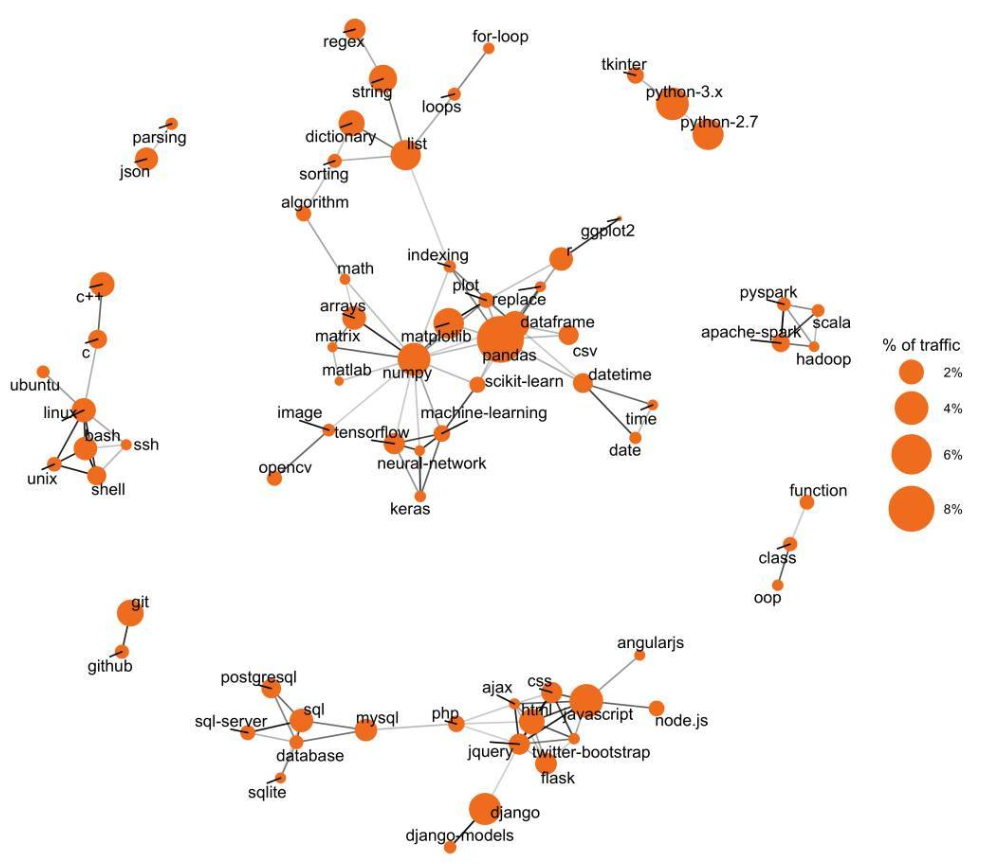 regex
for-loop
tkinter
string
python-3.x
loops
python-2.7
parsing
dictionary
list
json
sorting
algorithm
ggplot2
r
indexing
math
plot
replace
c++
pyspark
arrays
dataframe
scala
matrix
matplotlib
apache-spark
csv
pandas
hadoop
c
matlab
numpy
scikit-learn
datetime
ubuntu
linux
image
machine-learning
time
bash
tensorflow
ssh
date
neural-network
unix
shell
opencv
keras
% of traffic
2%
4%
6%
8%
function
class
oop
git
github
angularjs
postgresql
css
ajax
sql
html
javascript
sql-server
mysql
php
node.js
database
jquery
twitter-bootstrap
flask
sqlite
django
django-models